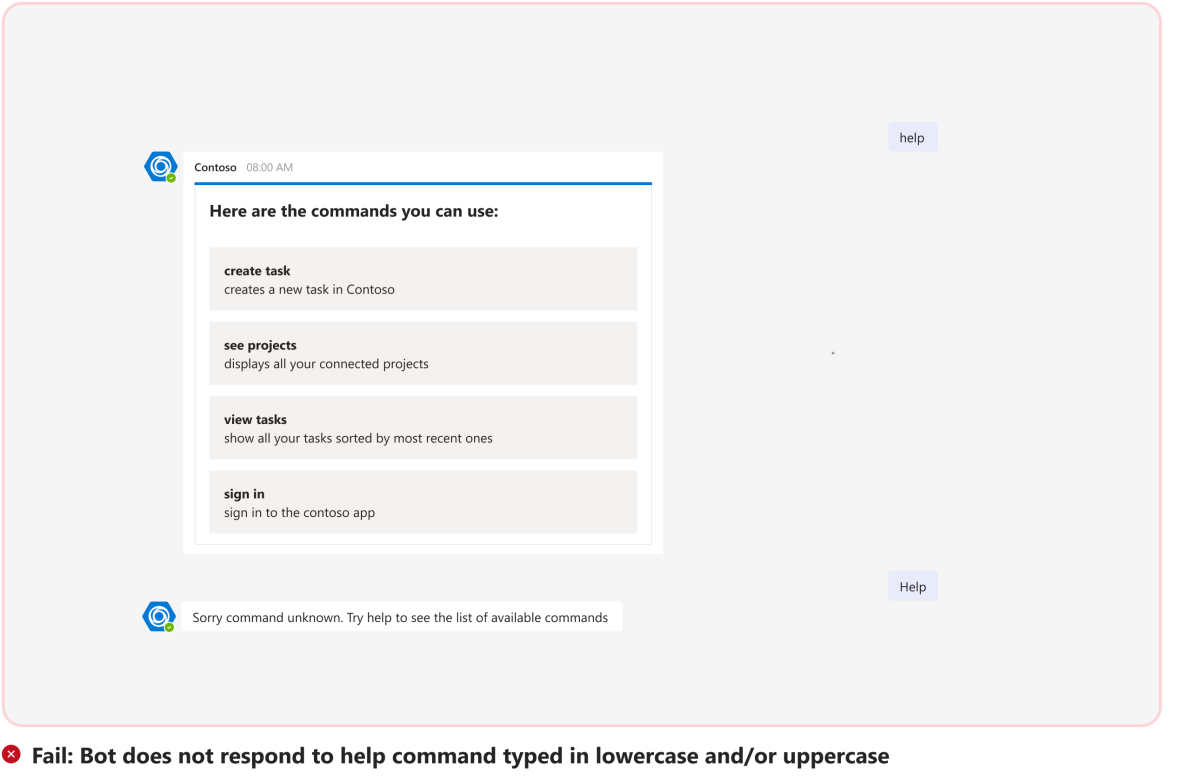 help
Contoso 08:00 AM
Here are the commands you can use:
create task
creates a new task in Contoso
see projects
displays all your connected projects
view tasks
show all your tasks sorted by most recent ones
sign in
sign in to the contoso app
Help
Sorry command unknown. Try help to see the list of available commands
Fail: Bot does not respond to help command typed in lowercase and/or uppercase